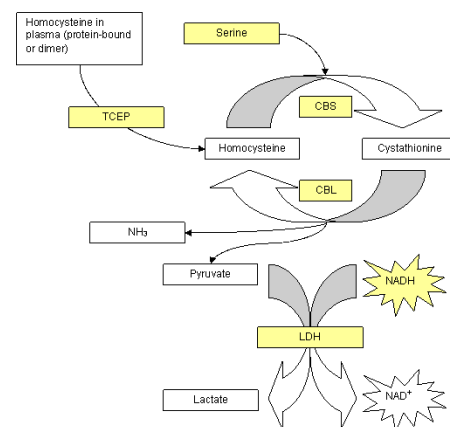 Homocysteine in
plasma (protein-bound
or dimer)
Serine
TCEP
CBS
Homocysteine
Cystathionine
CBL
NH₃
Pyruvate
NADH
LDH
Lactate
NAD⁺